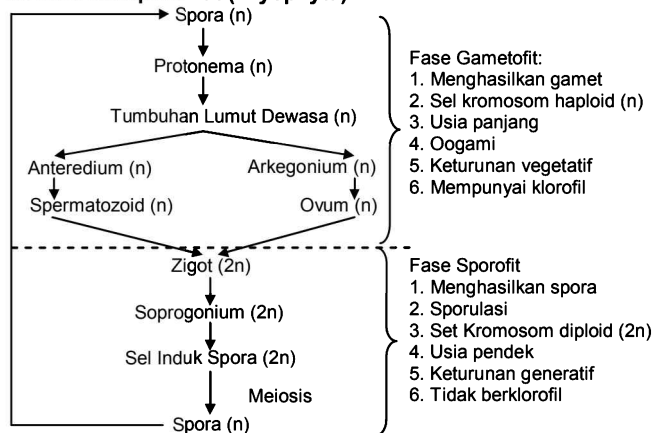 Spora (n)
Protonema (n)
Tumbuhan Lumut Dewasa (n)
Anteredium (n)
Arkegonium (n)
Spermatozoid (n)
Ovum (n)
Fase Gametofit:
1. Menghasilkan gamet
2. Sel kromosom haploid (n)
3. Usia panjang
4. Oogami
5. Keturunan vegetatif
6. Mempunyai klorofil
Zigot (2n)
Soprogonium (2n)
Sel Induk Spora (2n)
Meiosis
Spora (n)
Fase Sporofit
1. Menghasilkan spora
2. Sporulasi
3. Set Kromosom diploid (2n)
4. Usia pendek
5. Keturunan generatif
6. Tidak berklorofil